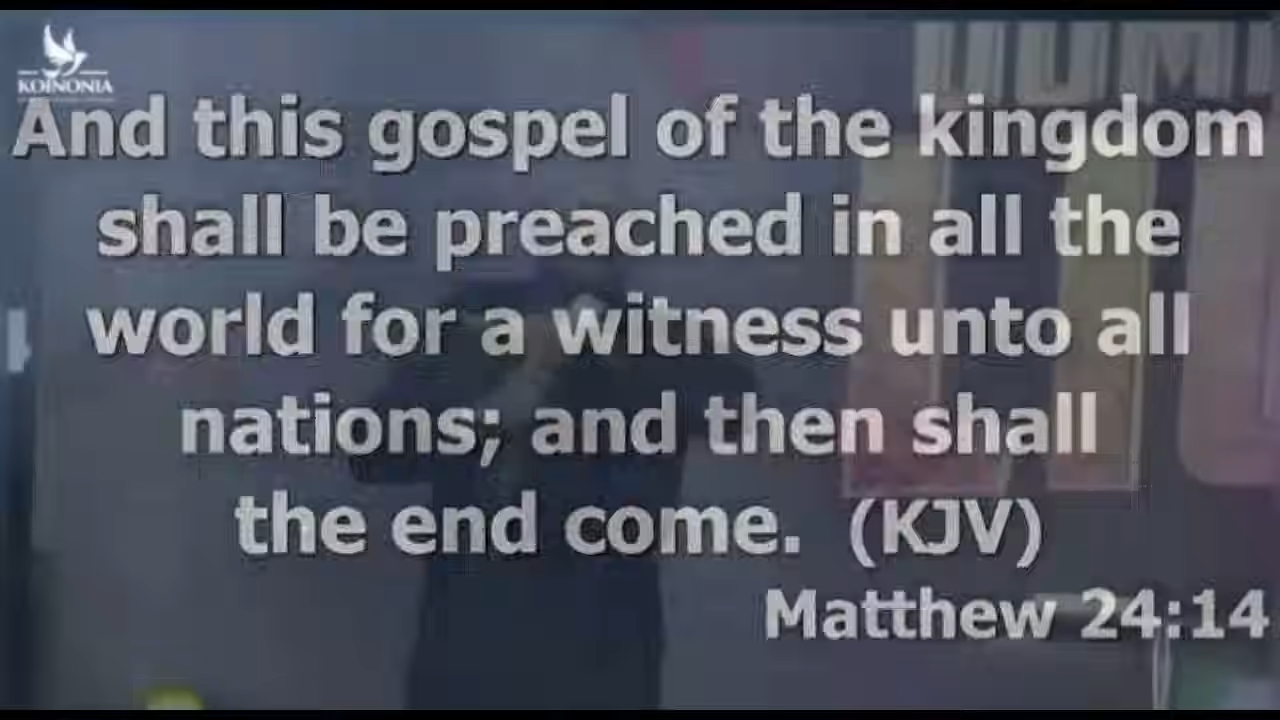 KOINONIA
And this gospel of the kingdom
shall be preached in all the
world for a witness unto all
nations; and then shall
the end come. (KJV)
Matthew 24:14